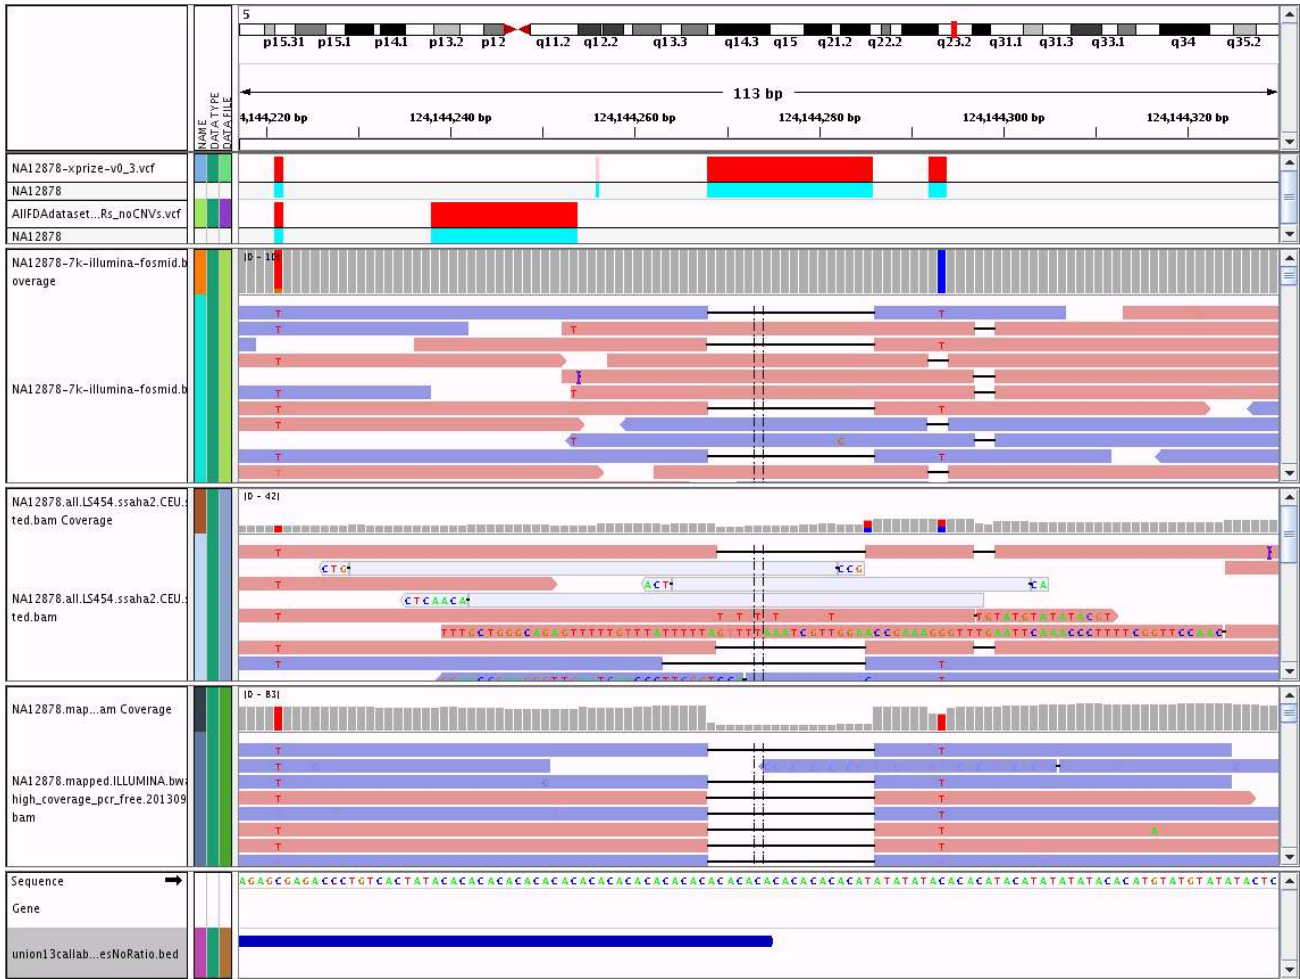 5
p15.31 p15.1 p14.1 p13.2 p12 q11.2 q12.2 q13.3 q14.3 q15 q21.2 q22.2 q23.2 q31.1 q31.3 q33.1 q34 q35.2
113 bp
4,144,220 bp 124,144,240 bp 124,144,260 bp 124,144,280 bp 124,144,300 bp 124,144,320 bp
NAME
DATA TYPE
DATA FILE
NA12878-xprize-v0_3.vcf
NA12878
AllFDAdataset...Rs_noCNVs.vcf
NA12878
NA12878-7k-illumina-fosmid.b
overage
NA12878-7k-illumina-fosmid.b
T T
T T
T
T
T
T T
T
T G
T T
T
NA12878.all.LS454.ssaha2.CEU.s
ted.bam Coverage
[0 - 42]
NA12878.all.LS454.ssaha2.CEU.s
ted.bam
T
C T G C C G
T A C T C A
C T C A A C A
T T T T T T T G T A T G T A T A T A C G T
T
T T
NA12878.map...am Coverage
[0 - 83]
NA12878.mapped.ILLUMINA.bwa
high_coverage_pcr_free.201309
bam
T T
T
T C T
T T
T T
T T A
T T
Sequence
AGAGCGAGACCCTGTCACTATACACACACACACACACACACACACACACACACACACACACACACACATATATATACACACATACATATATATACACATGTATGTATATACTC
Gene
union13callab...esNoRatio.bed